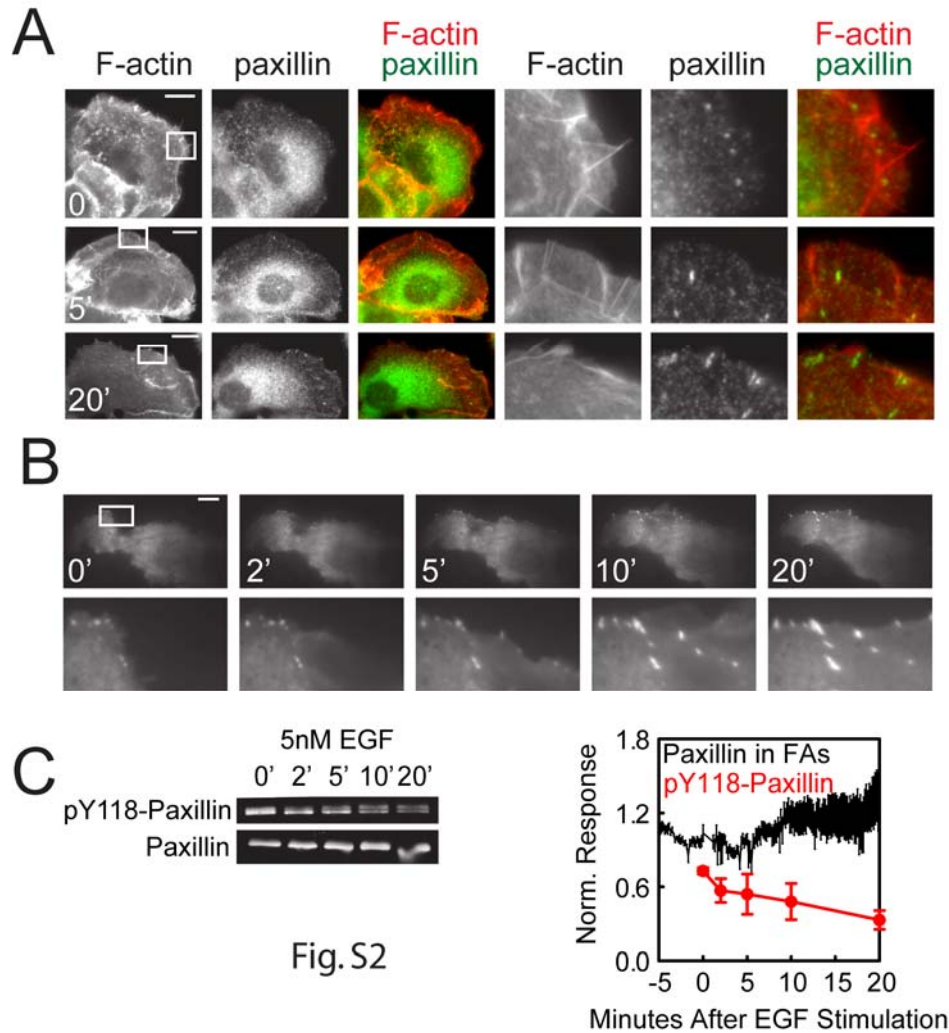 A
F-actin paxillin F-actin paxillin F-actin paxillin F-actin paxillin
0
5'
20'
B
0' 2' 5' 10' 20'
C
5nM EGF
0' 2' 5' 10' 20'
pY118-Paxillin
Paxillin
Fig. S2
Paxillin in FAs
pY118-Paxillin
Norm. Response
1.8
1.2
0.6
0.0
-5 0 5 10 15 20
Minutes After EGF Stimulation